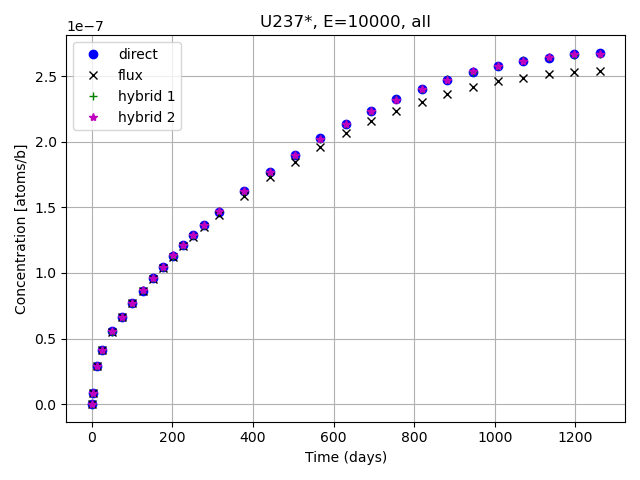 U237*, E=10000, all
1e−7
direct
flux
hybrid 1
hybrid 2
2.5
2.0
1.5
1.0
0.5
0.0
Concentration [atoms/b]
0 200 400 600 800 1000 1200
Time (days)